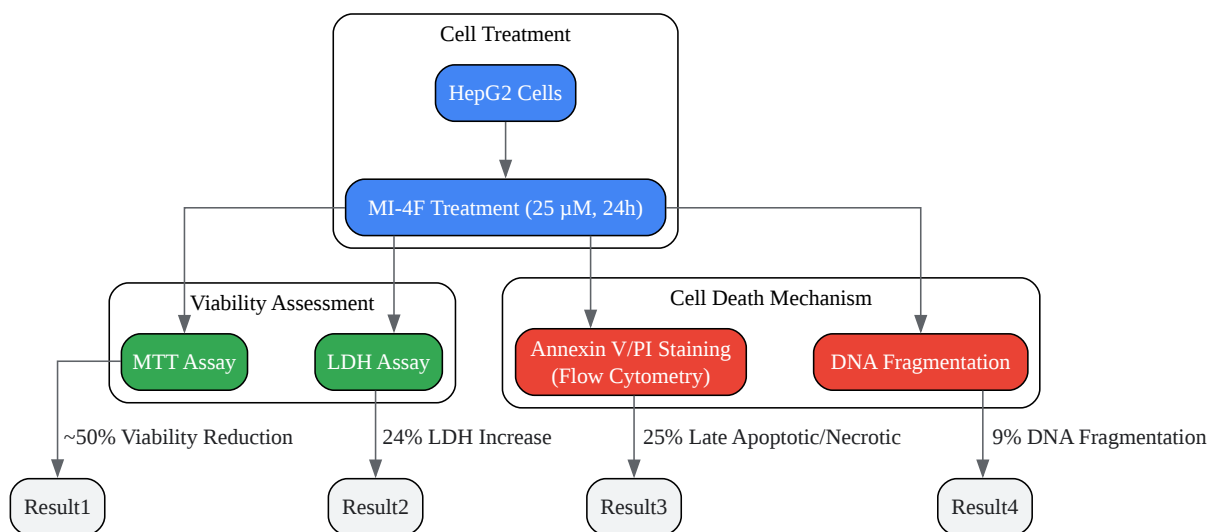 Cell Treatment
HepG2 Cells
MI-4F Treatment (25 µM, 24h)
Viability Assessment
MTT Assay
LDH Assay
Cell Death Mechanism
Annexin V/PI Staining
(Flow Cytometry)
DNA Fragmentation
~50% Viability Reduction
24% LDH Increase
25% Late Apoptotic/Necrotic
9% DNA Fragmentation
Result1
Result2
Result3
Result4